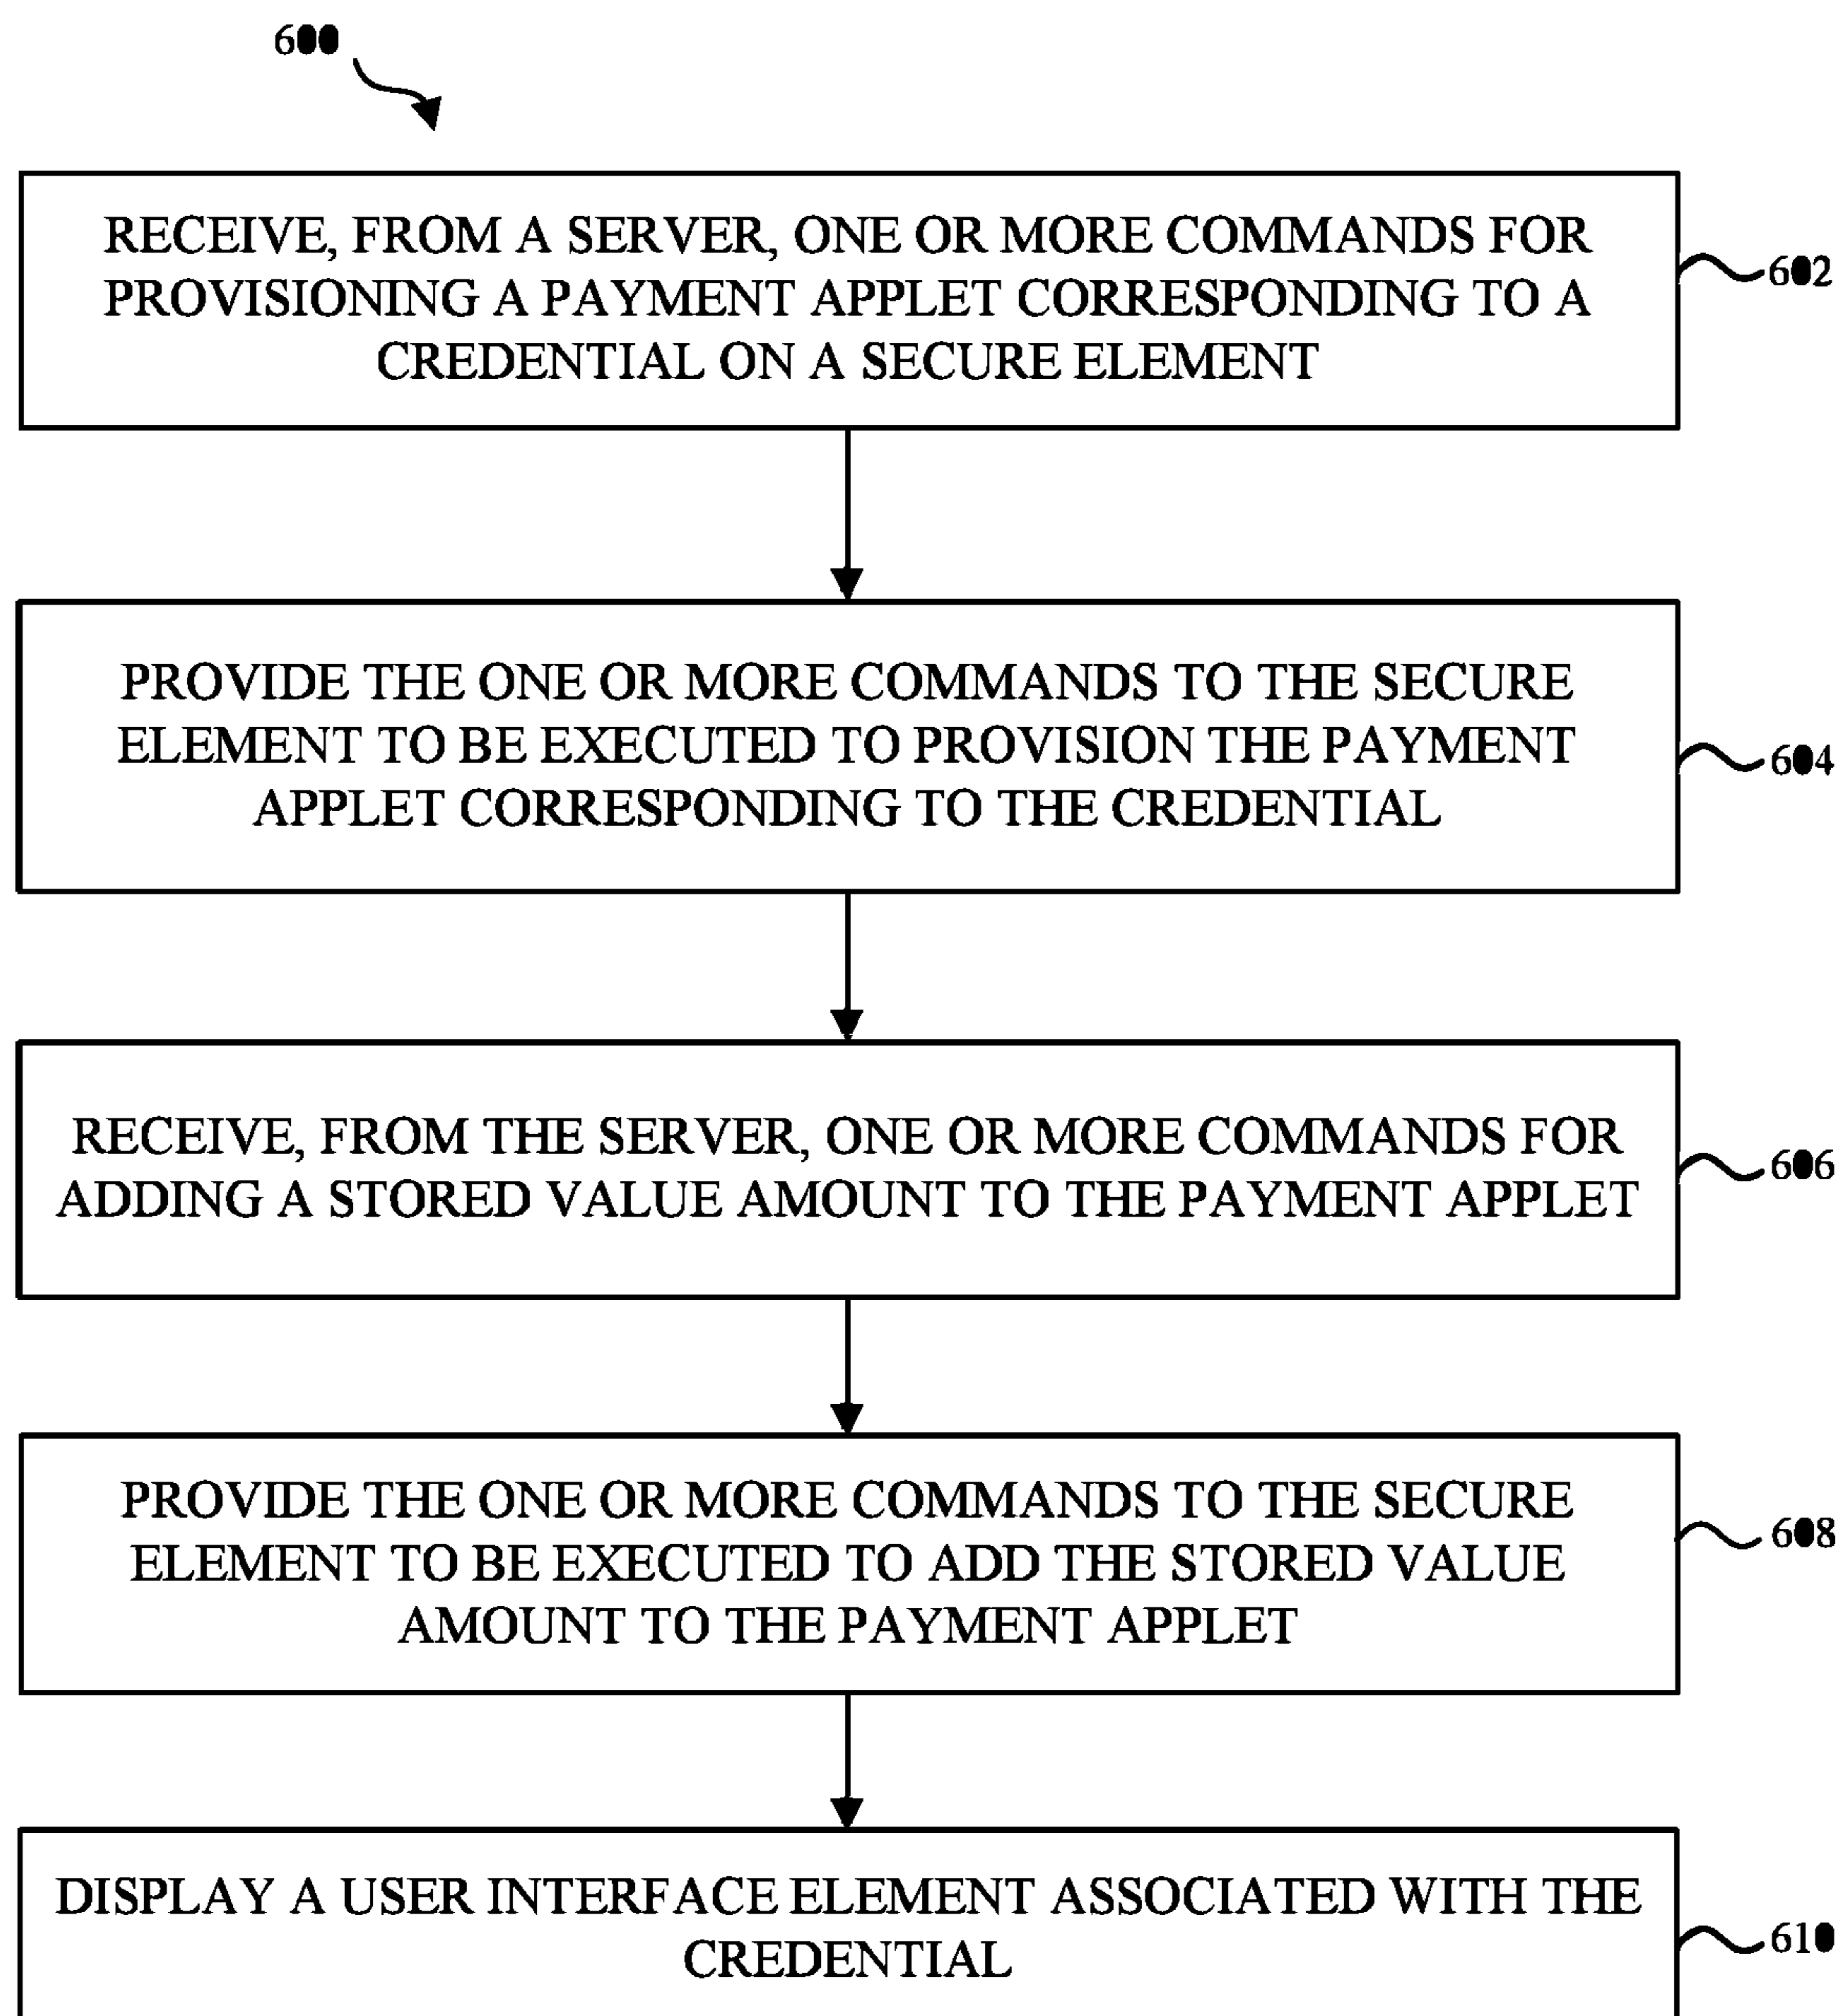 600
RECEIVE, FROM A SERVER, ONE OR MORE COMMANDS FOR
PROVISIONING A PAYMENT APPLET CORRESPONDING TO A
CREDENTIAL ON A SECURE ELEMENT
602
PROVIDE THE ONE OR MORE COMMANDS TO THE SECURE
ELEMENT TO BE EXECUTED TO PROVISION THE PAYMENT
APPLET CORRESPONDING TO THE CREDENTIAL
604
RECEIVE, FROM THE SERVER, ONE OR MORE COMMANDS FOR
ADDING A STORED VALUE AMOUNT TO THE PAYMENT APPLET
606
PROVIDE THE ONE OR MORE COMMANDS TO THE SECURE
ELEMENT TO BE EXECUTED TO ADD THE STORED VALUE
AMOUNT TO THE PAYMENT APPLET
608
DISPLAY A USER INTERFACE ELEMENT ASSOCIATED WITH THE
CREDENTIAL
610